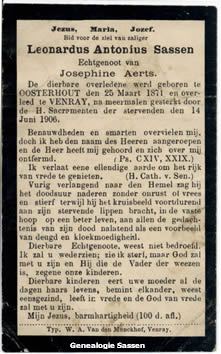 Jezus, Maria, Jozef.
Bid voor de ziel van zaliger
Leonardus Antonius Sassen
Echtgenoot van
Josephine Aerts.
De dierbare overledene werd geboren te
OOSTERHOUT den 25 Maart 1871 en over-
leed te VENRAY, na meermalen gesterkt door
de H. Sacramenten der stervenden den 14
Juni 1906.
Benauwdheden en smarten overvielen mij,
doch ik heb den naam des Heeren aangeroepen
en de Heer heeft mij gehoord en zich over mij
ontfermd. (Ps. CXIV, XXIX.)
Ik verlaat eene ellendige aarde om het rijk
van vrede te genieten. (H. Cath. v. Sen.)
Vurig verlangend naar den Hemel zag hij
het doodsuur naderen zonder onrust of vrees
en stierf terwijl hij het kruisbeeld voortdurend
aan zijn stervende lippen bracht, in de vaste
hoop op een beter leven, aan allen de gedach-
tenis van zijn dood nalatend als een voorbeeld
van deugd en kloekmoedigheid.
Dierbare Echtgenoote, weest niet bedroefd.
Ik zal u wederzien; zie ik sterf, maar God zal
met u zijn en Hij die de Vader der weezen
is, zegene onze kinderen.
Dierbare kinderen eert uwe moeder al de
dagen haars levens, bemint elkander, weest
eensgezind, leeft in vrede en de God van vrede
zal met u zijn.
Mijn Jezus, barmhartigheid (100 d. afl.)
Typ. W. A. Van den Munckhof, Venray.
Genealogie Sassen